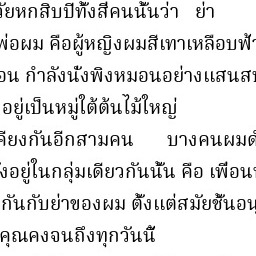 วัยหกสิบปีทั้งสี่คนนั้นว่า ย่า
พ่อผม คือผู้หญิงผมสีเทาเหลือบฟ้า
อน กำลังนั่งพิงหมอนอย่างแสนส
อยู่เป็นหมู่ใต้ต้นไม้ใหญ่
คียงกันอีกสามคน บางคนผมด
งอยู่ในกลุ่มเดียวกันนั้น คือ เพื่อน
กันกับย่าของผม ตั้งแต่สมัยชั้นอนุ
คุณคงจนถึงทุกวันนี้